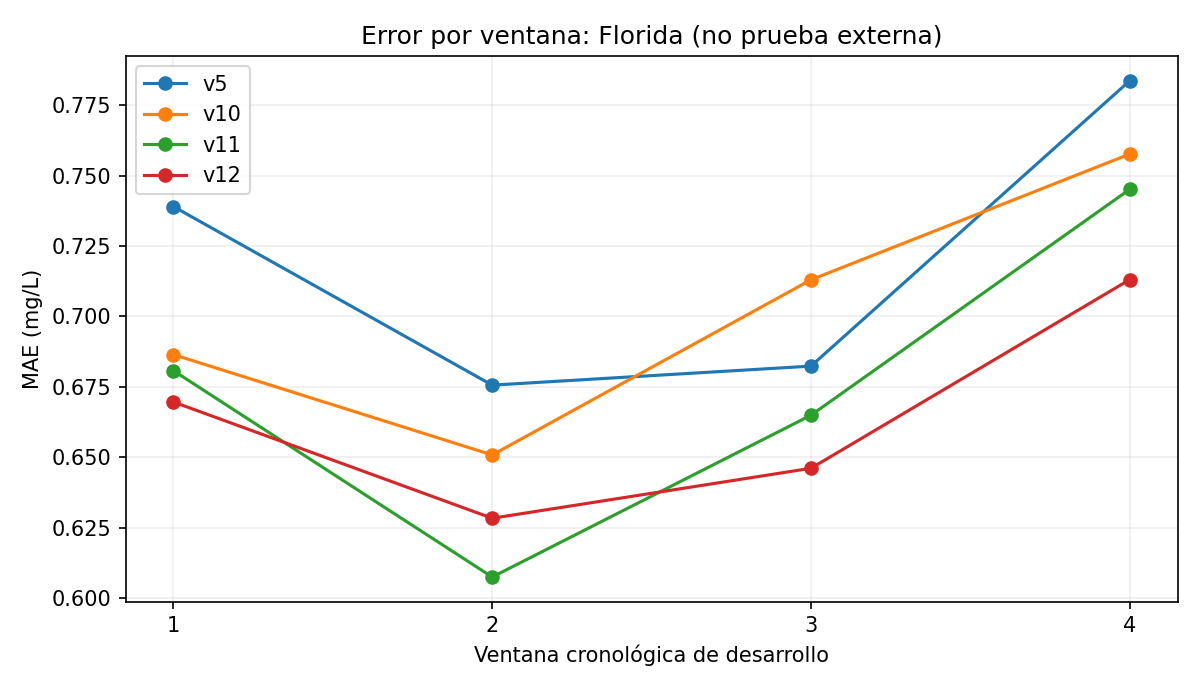 Error por ventana: Florida (no prueba externa)
v5
v10
v11
v12
MAE (mg/L)
0.775
0.750
0.725
0.700
0.675
0.650
0.625
0.600
1 2 3 4
Ventana cronológica de desarrollo